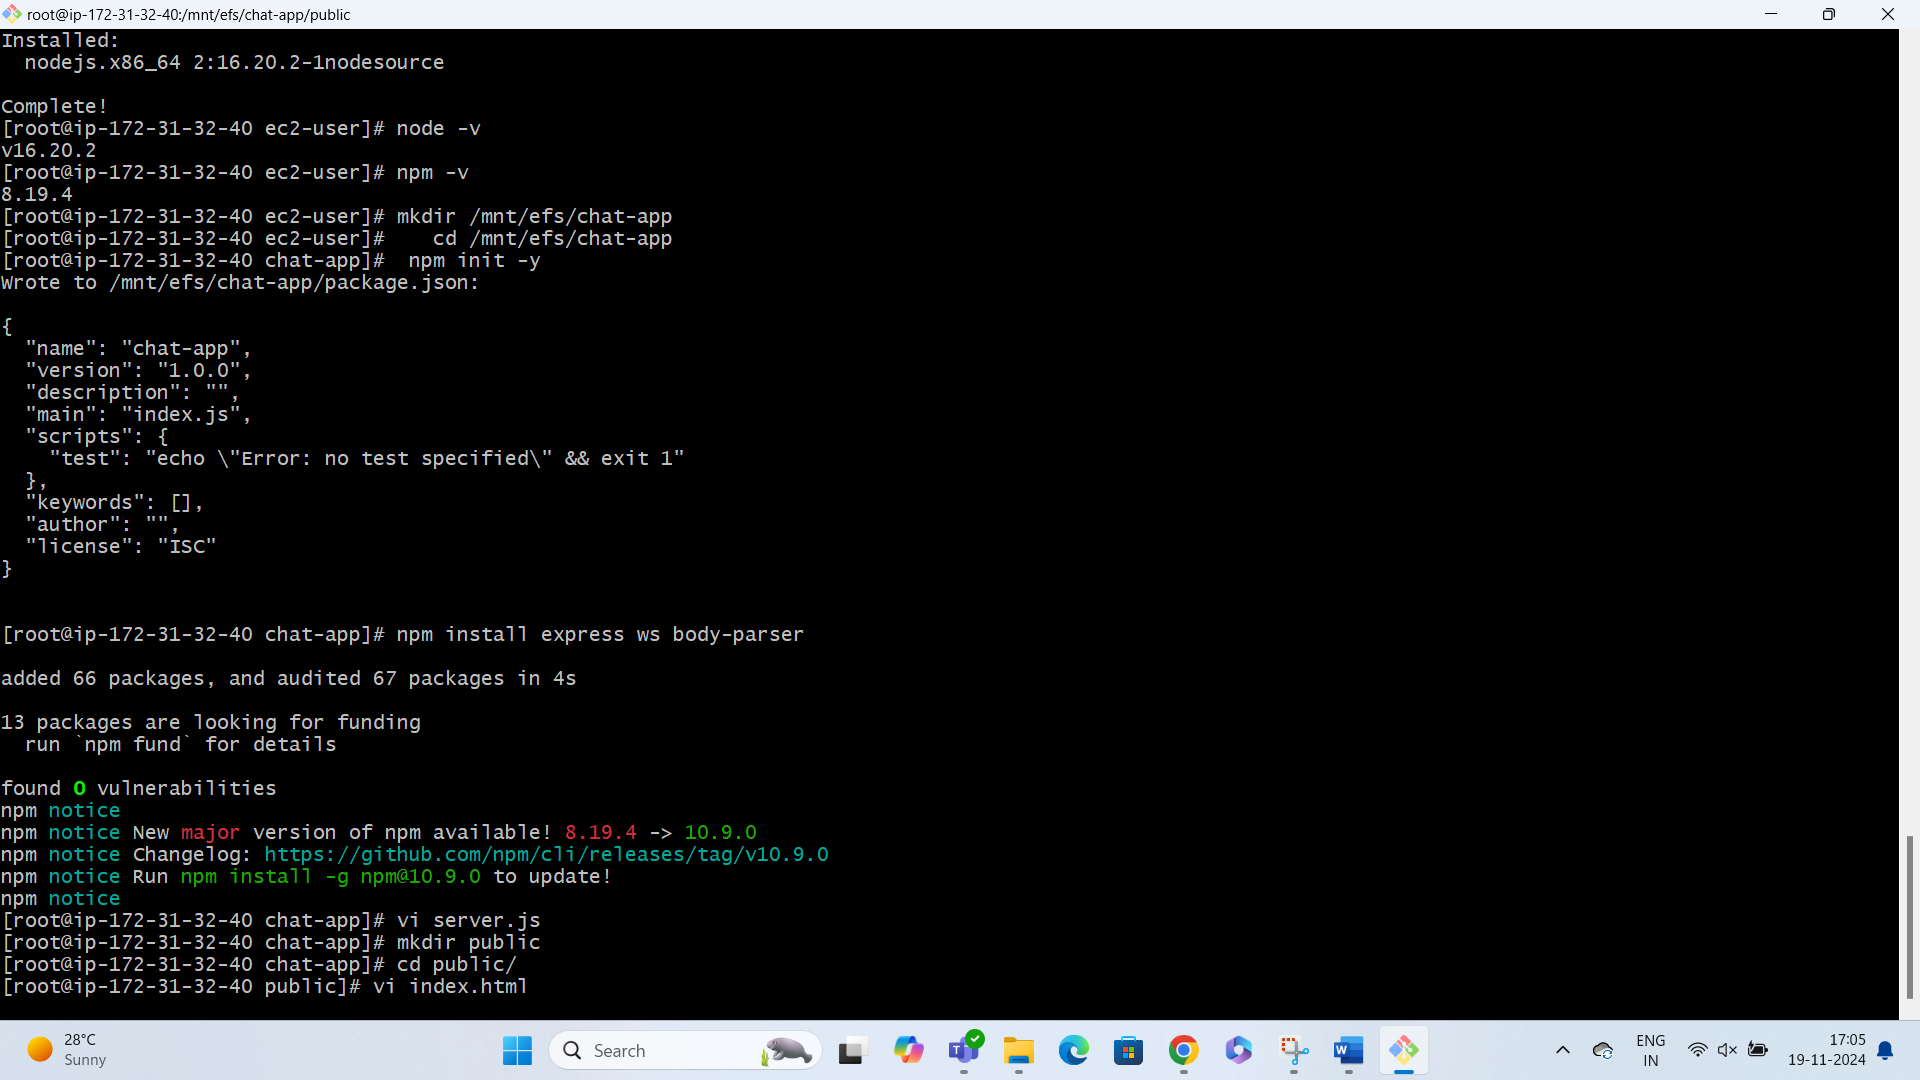 root@ip-172-31-32-40:/mnt/efs/chat-app/public
Installed:
  nodejs.x86_64 2:16.20.2-1nodesource
Complete!
[root@ip-172-31-32-40 ec2-user]# node -v
v16.20.2
[root@ip-172-31-32-40 ec2-user]# npm -v
8.19.4
[root@ip-172-31-32-40 ec2-user]# mkdir /mnt/efs/chat-app
[root@ip-172-31-32-40 ec2-user]#    cd /mnt/efs/chat-app
[root@ip-172-31-32-40 chat-app]#  npm init -y
Wrote to /mnt/efs/chat-app/package.json:
{
  "name": "chat-app",
  "version": "1.0.0",
  "description": "",
  "main": "index.js",
  "scripts": {
    "test": "echo \"Error: no test specified\" && exit 1"
  },
  "keywords": [],
  "author": "",
  "license": "ISC"
}
[root@ip-172-31-32-40 chat-app]# npm install express ws body-parser
added 66 packages, and audited 67 packages in 4s
13 packages are looking for funding
  run `npm fund` for details
found 0 vulnerabilities
npm notice
npm notice New major version of npm available! 8.19.4 -> 10.9.0
npm notice Changelog: https://github.com/npm/cli/releases/tag/v10.9.0
npm notice Run npm install -g npm@10.9.0 to update!
npm notice
[root@ip-172-31-32-40 chat-app]# vi server.js
[root@ip-172-31-32-40 chat-app]# mkdir public
[root@ip-172-31-32-40 chat-app]# cd public/
[root@ip-172-31-32-40 public]# vi index.html
28°C
Sunny
Search
ENG
IN
17:05
19-11-2024